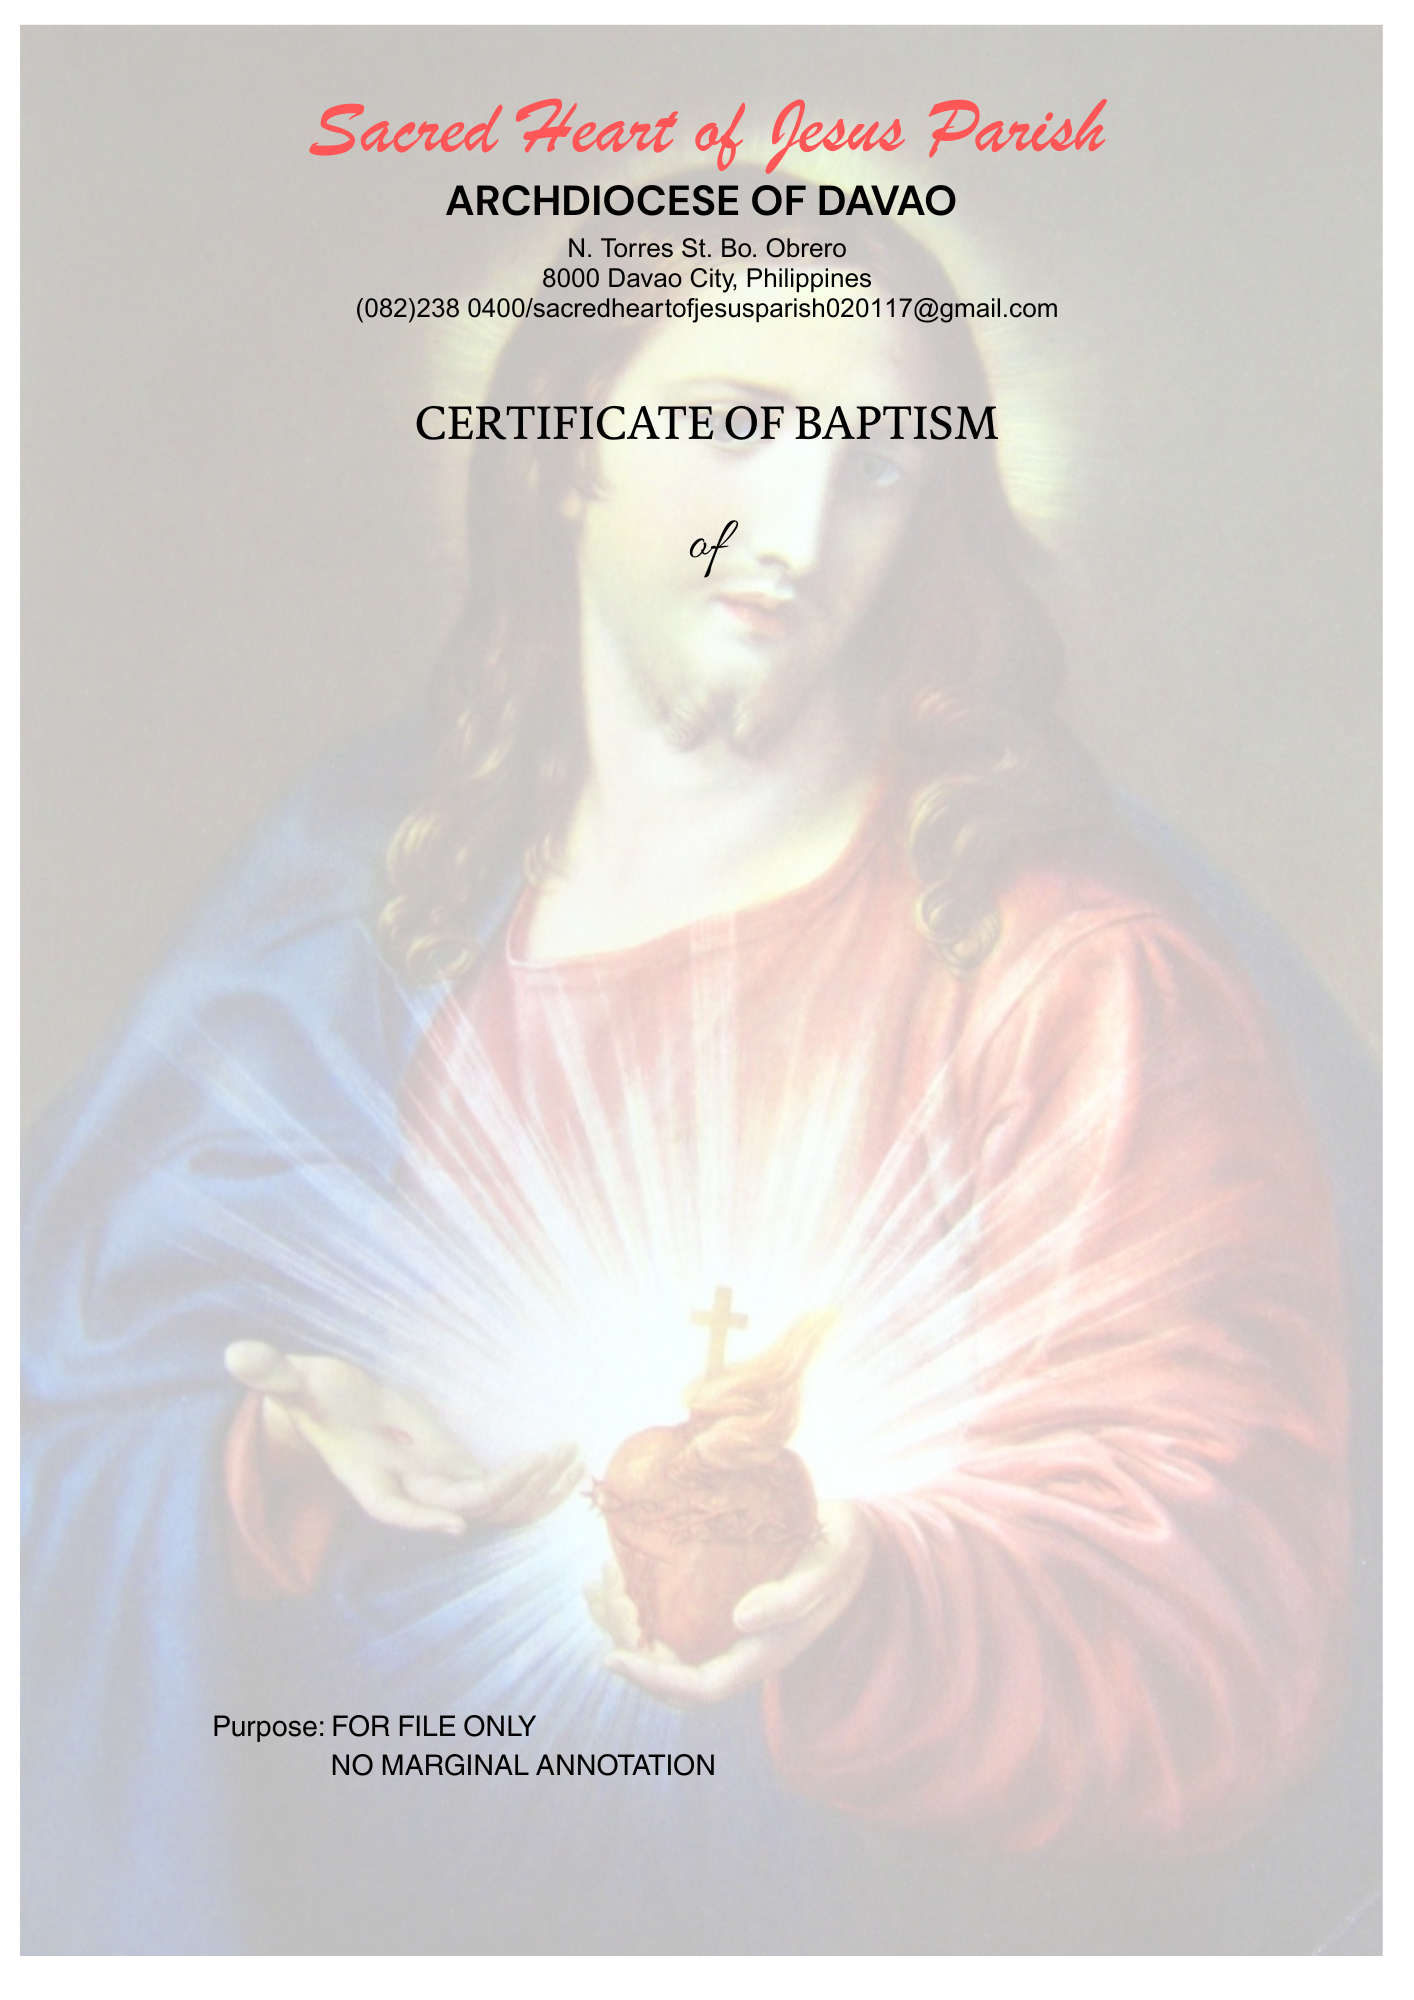 Sacred Heart of Jesus Parish
ARCHDIOCESE OF DAVAO
N. Torres St. Bo. Obrero
8000 Davao City, Philippines
(082)238 0400/sacredheartofjesusparish020117@gmail.com
CERTIFICATE OF BAPTISM
of
Purpose: FOR FILE ONLY
NO MARGINAL ANNOTATION